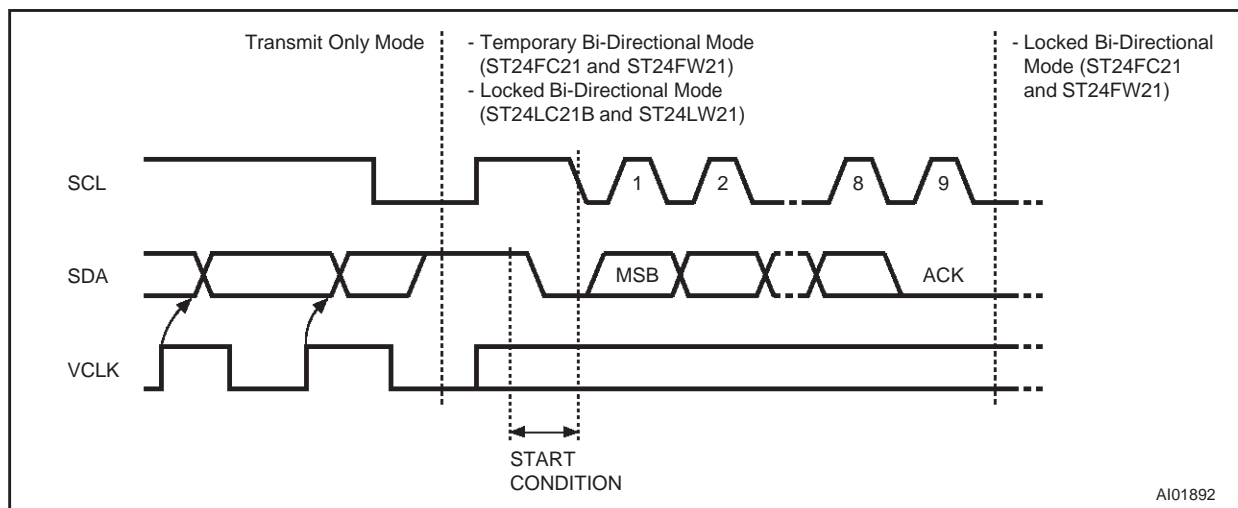 Transmit Only Mode
- Temporary Bi-Directional Mode
(ST24FC21 and ST24FW21)
- Locked Bi-Directional Mode
(ST24LC21B and ST24LW21)
- Locked Bi-Directional
Mode (ST24FC21
and ST24FW21)
SCL
1
2
8
9
SDA
MSB
ACK
VCLK
START
CONDITION
AI01892